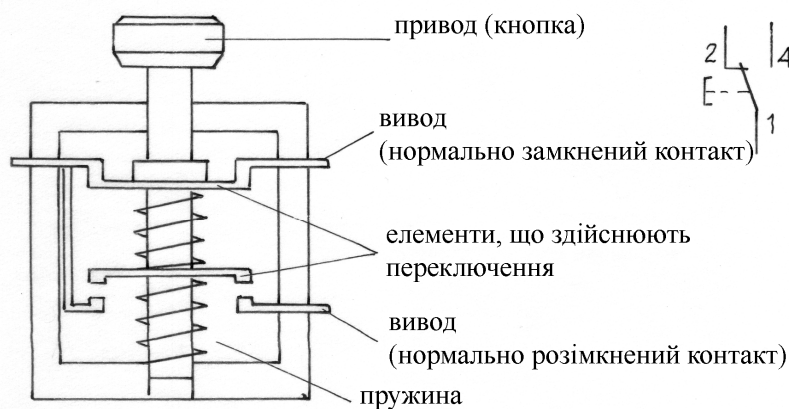 привод (кнопка)
2 4
1
вивод
(нормально замкнений контакт)
елементи, що здійснюють
переключення
вивод
(нормально розімкнений контакт)
пружина